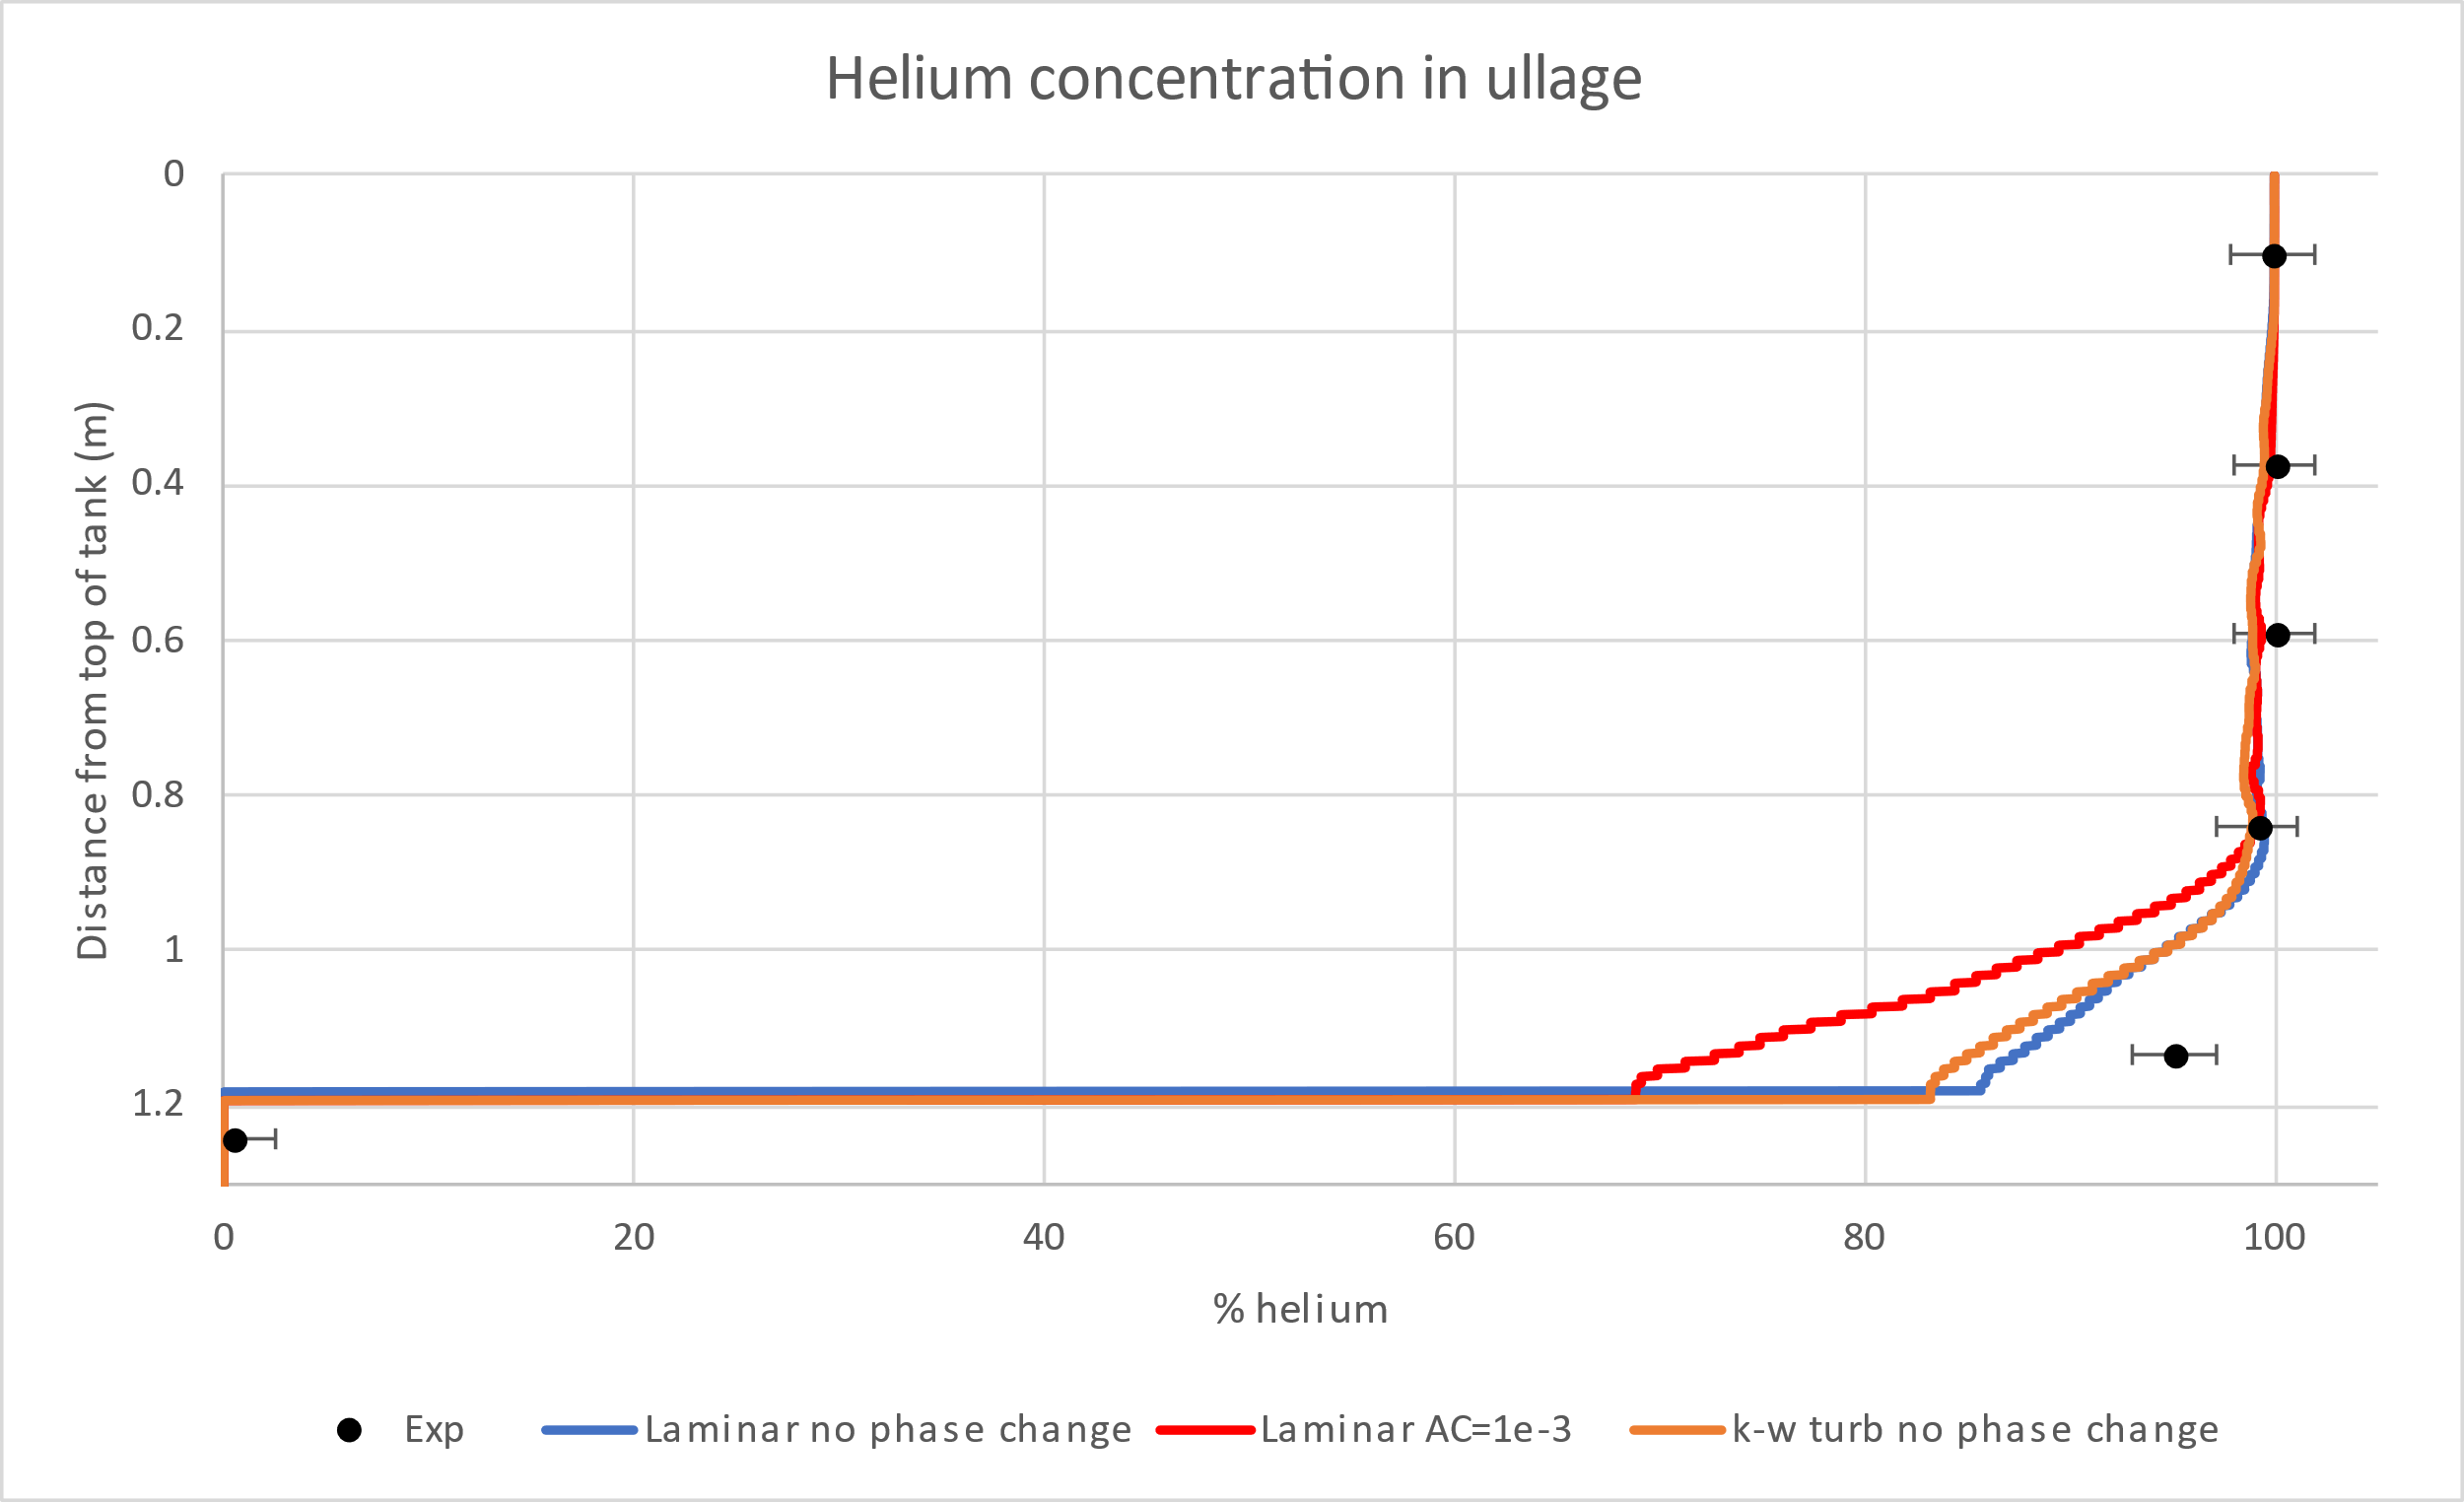 Helium concentration in ullage
Distance from top of tank (m)
0
0.2
0.4
0.6
0.8
1
1.2
0 20 40 60 80 100
% helium
Exp Laminar no phase change Laminar AC=1e-3 k-w turb no phase change